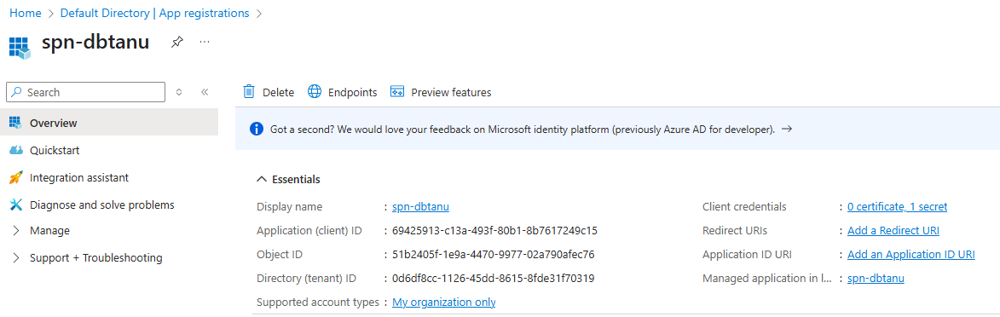 Home > Default Directory | App registrations >
spn-dbtanu ...
Search
Delete Endpoints Preview features
Overview
Got a second? We would love your feedback on Microsoft identity platform (previously Azure AD for developer). →
Quickstart
Integration assistant
Diagnose and solve problems
Manage
Support + Troubleshooting
Essentials
Display name : spn-dbtanu
Application (client) ID : 69425913-c13a-493f-80b1-8b7617249c15
Object ID : 51b2405f-1e9a-4470-9977-02a790afec76
Directory (tenant) ID : 0d6df8cc-1126-45dd-8615-8fde31f70319
Supported account types : My organization only
Client credentials : 0 certificate, 1 secret
Redirect URIs : Add a Redirect URI
Application ID URI : Add an Application ID URI
Managed application in l... : spn-dbtanu